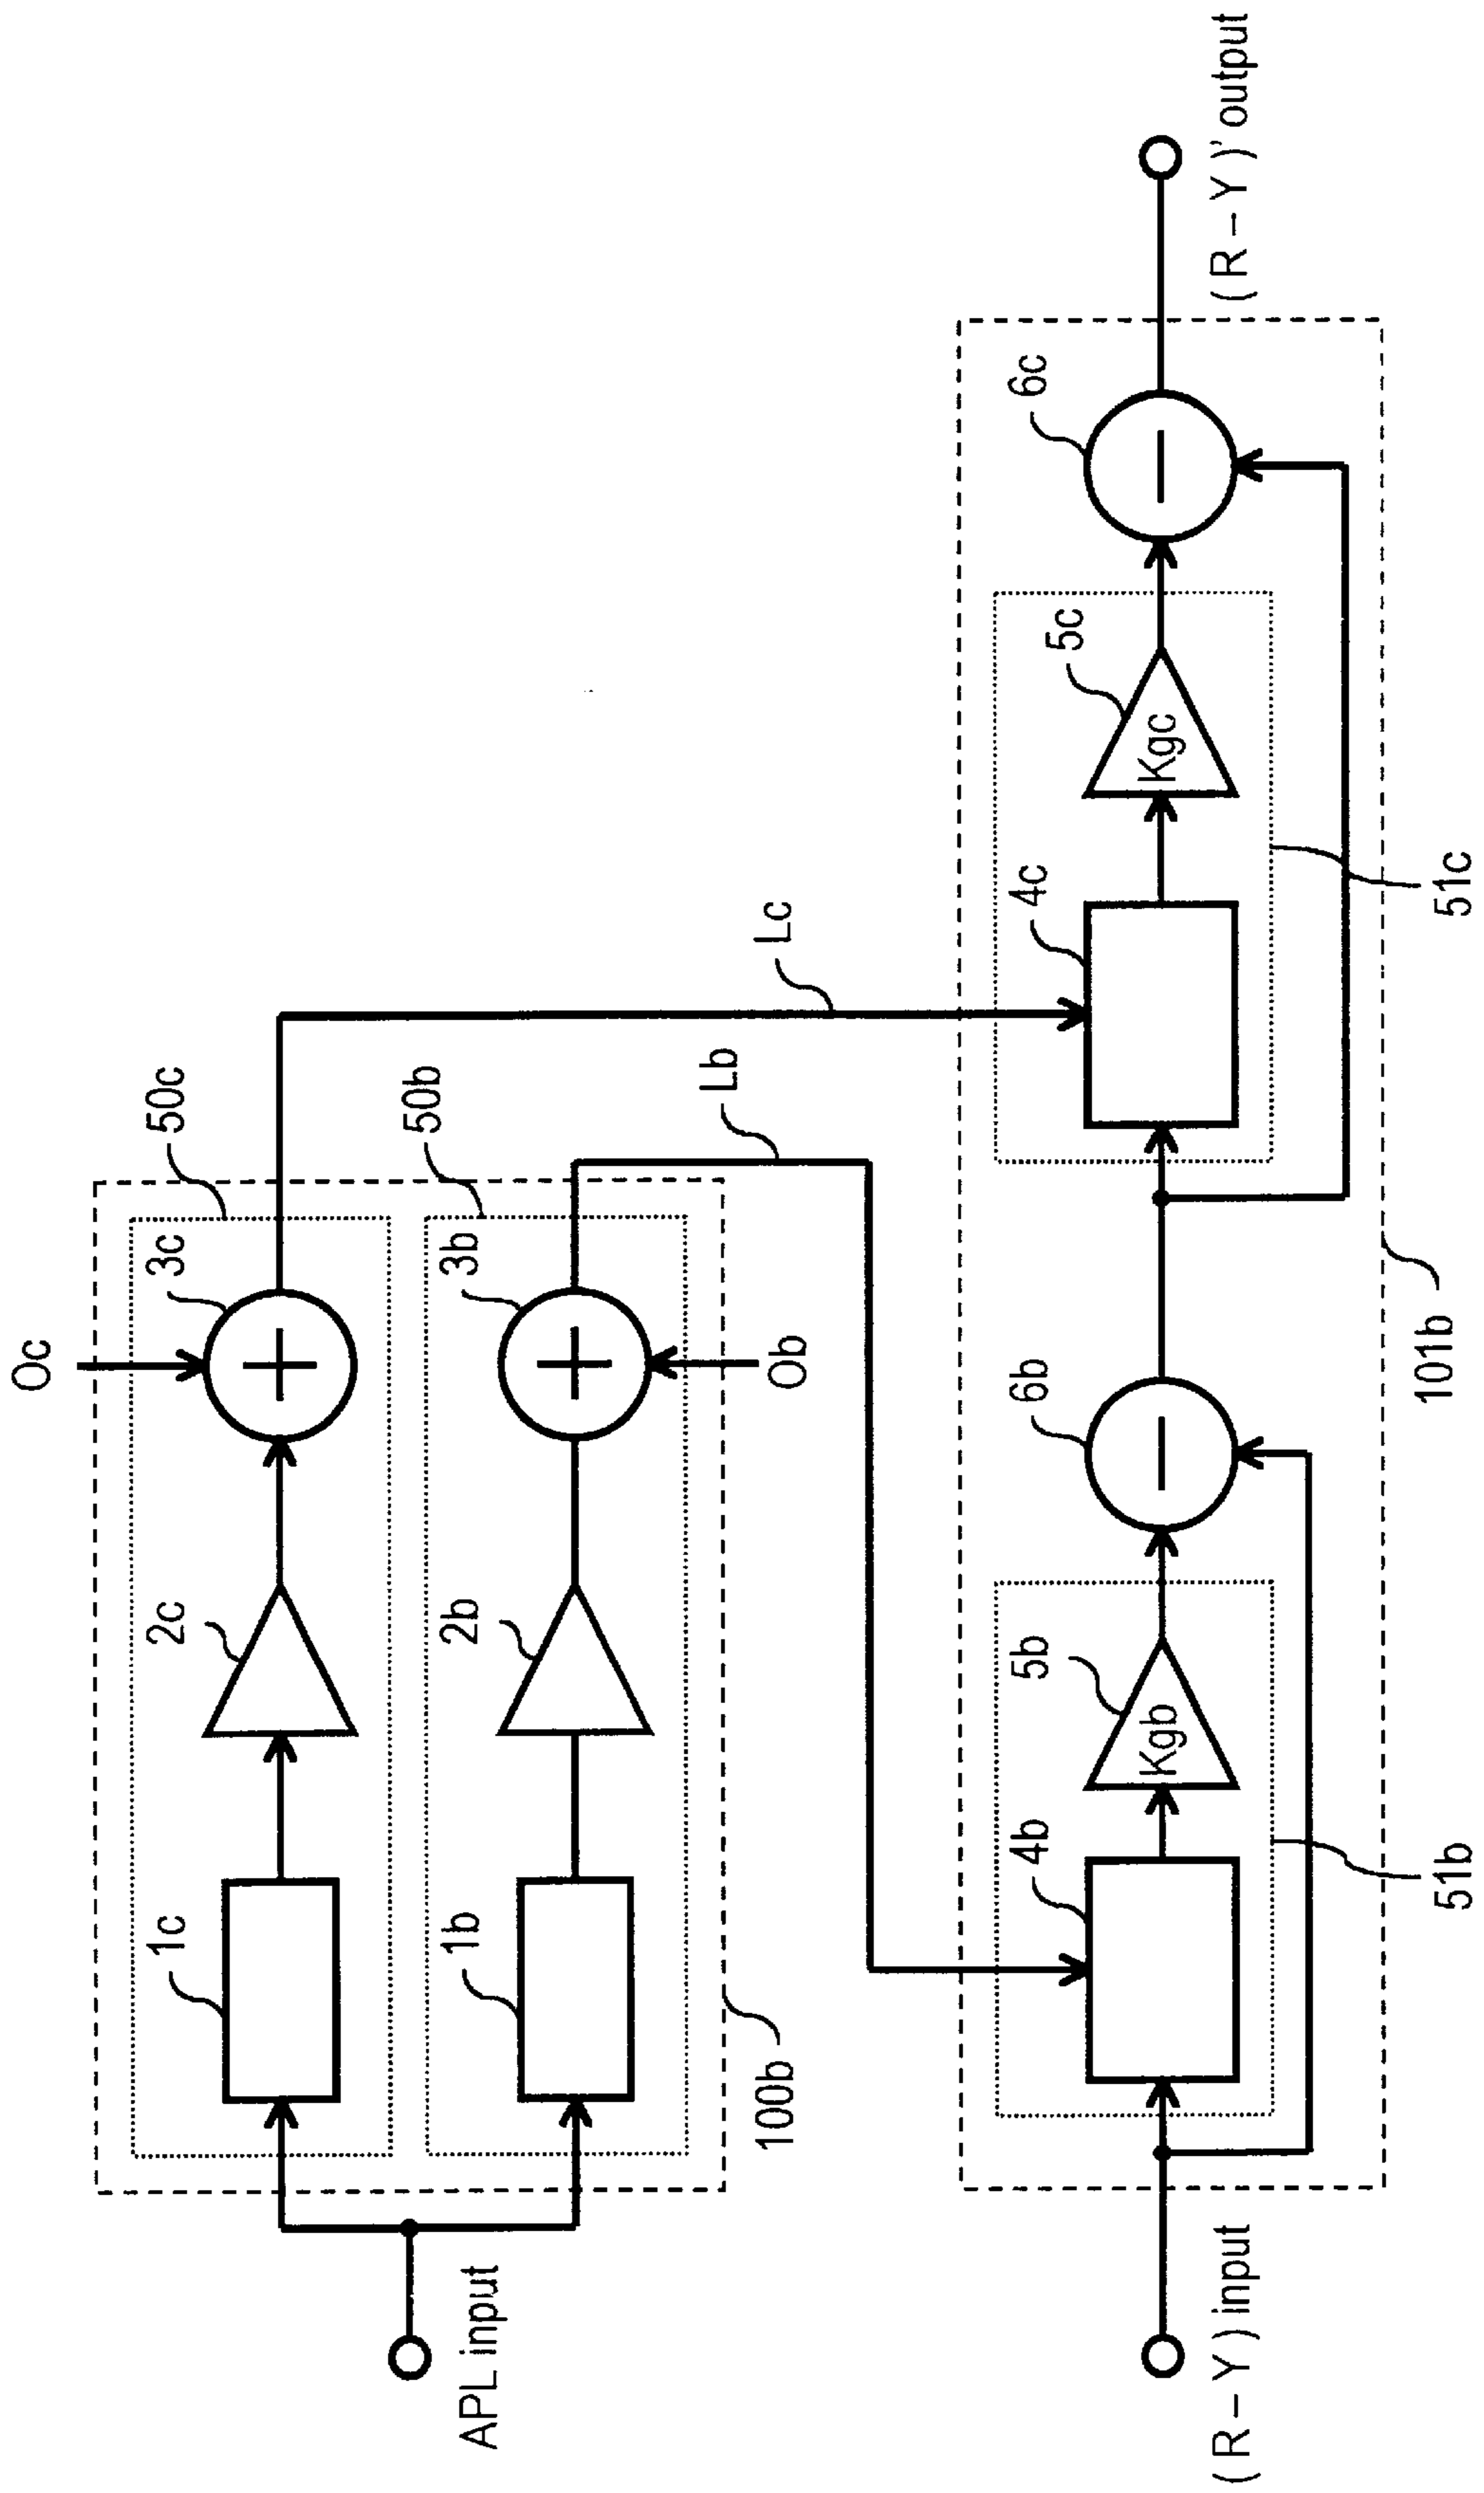 Oc
50c
3c
2c
1c
50b
3b
2b
1b
Ob
APL input
100b
Lc
Lb
(R-Y)input
4b
5b
Kgb
6b
4c
5c
Kgc
6c
(R-Y)'output
51b
101b
51c